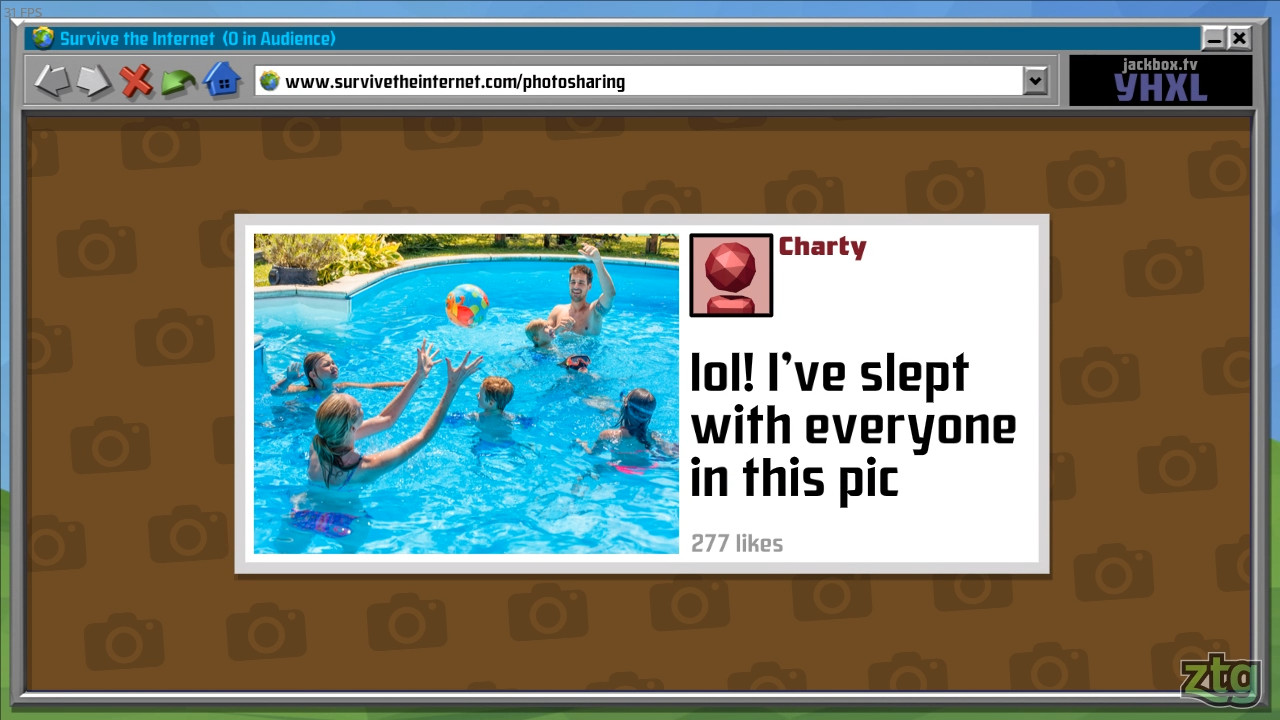 31 FPS
Survive the Internet (0 in Audience)
www.survivetheinternet.com/photosharing
jackbox.tv
YHXL
Charty
lol! I've slept
with everyone
in this pic
277 likes
ztg